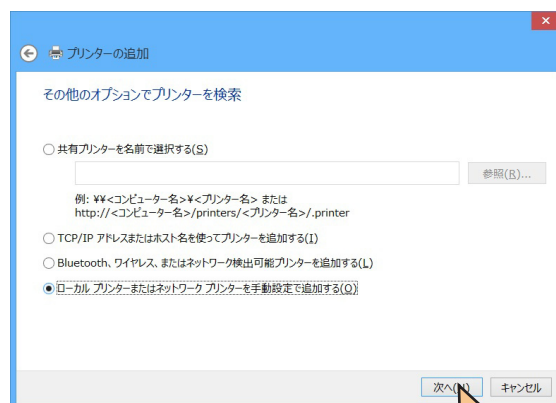 プリンターの追加
その他のオプションでプリンターを検索
共有プリンターを名前で選択する(S)
参照(R)...
例: ¥¥<コンピューター名>¥<プリンター名> または
http://<コンピューター名>/printers/<プリンター名>/.printer
TCP/IP アドレスまたはホスト名を使ってプリンターを追加する(I)
Bluetooth、ワイヤレス、またはネットワーク検出可能プリンターを追加する(L)
ローカル プリンターまたはネットワーク プリンターを手動設定で追加する(O)
次へ(N) キャンセル